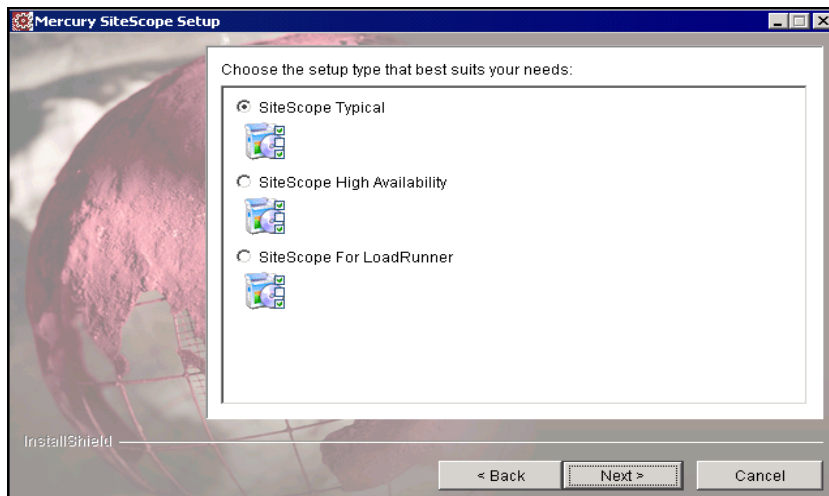 Mercury SiteScope Setup
Choose the setup type that best suits your needs:
SiteScope Typical
SiteScope High Availability
SiteScope For LoadRunner
InstallShield
< Back
Next >
Cancel